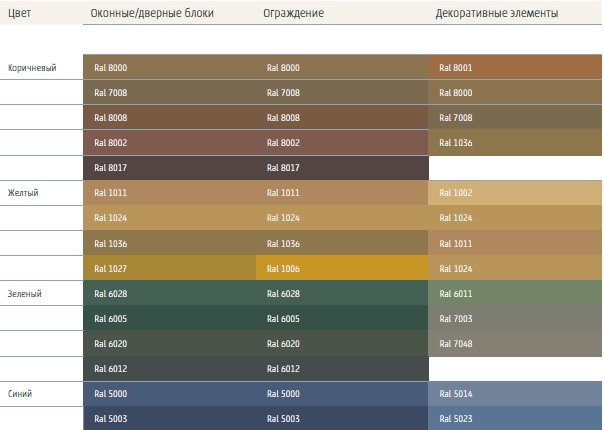 Цвет Оконные/дверные блоки Ограждение Декоративные элементы
Коричневый Ral 8000 Ral 8000 Ral 8001
Ral 7008 Ral 7008 Ral 8000
Ral 8008 Ral 8008 Ral 7008
Ral 8002 Ral 8002 Ral 1036
Ral 8017 Ral 8017
Желтый Ral 1011 Ral 1011 Ral 1002
Ral 1024 Ral 1024 Ral 1024
Ral 1036 Ral 1036 Ral 1011
Ral 1027 Ral 1006 Ral 1024
Зеленый Ral 6028 Ral 6028 Ral 6011
Ral 6005 Ral 6005 Ral 7003
Ral 6020 Ral 6020 Ral 7048
Ral 6012 Ral 6012
Синий Ral 5000 Ral 5000 Ral 5014
Ral 5003 Ral 5003 Ral 5023